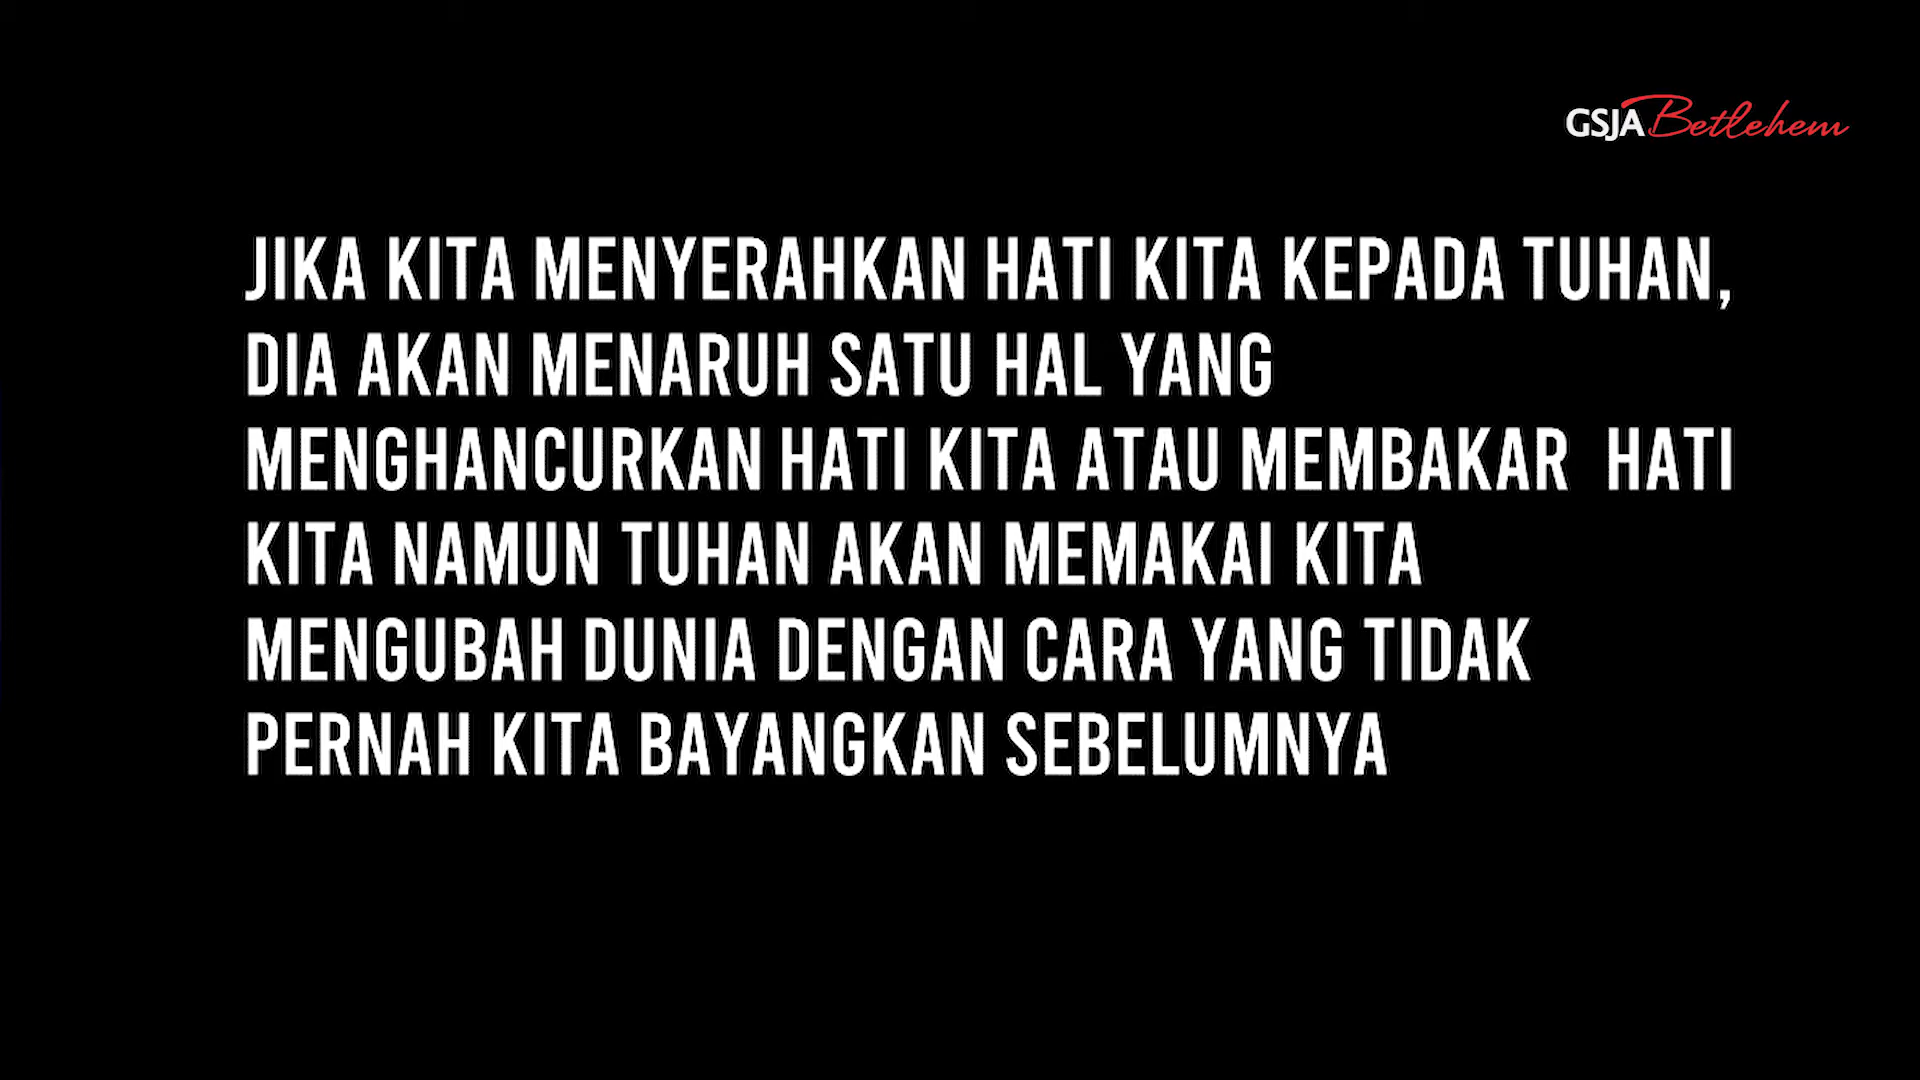 GSJA Betlehem
JIKA KITA MENYERAHKAN HATI KITA KEPADA TUHAN,
DIA AKAN MENARUH SATU HAL YANG
MENGHANCURKAN HATI KITA ATAU MEMBAKAR  HATI
KITA NAMUN TUHAN AKAN MEMAKAI KITA
MENGUBAH DUNIA DENGAN CARA YANG TIDAK
PERNAH KITA BAYANGKAN SEBELUMNYA